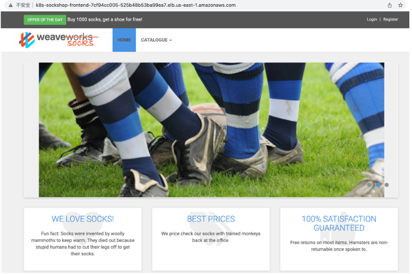 不安全 | k8s-sockshop-frontend-7cf94cc005-526b49b53ba99ea7.elb.us-east-1.amazonaws.com
OFFER OF THE DAY Buy 1000 socks, get a shoe for free!
Login | Register
weaveworks
socks
HOME
CATALOGUE
WE LOVE SOCKS!
Fun fact: Socks were invented by woolly
mammoths to keep warm. They died out because
stupid humans had to cut their legs off to get
their socks.
BEST PRICES
We price check our socks with trained monkeys
back at the office.
100% SATISFACTION
GUARANTEED
Free returns on most items. Hamsters are non-
returnable once spoken to.